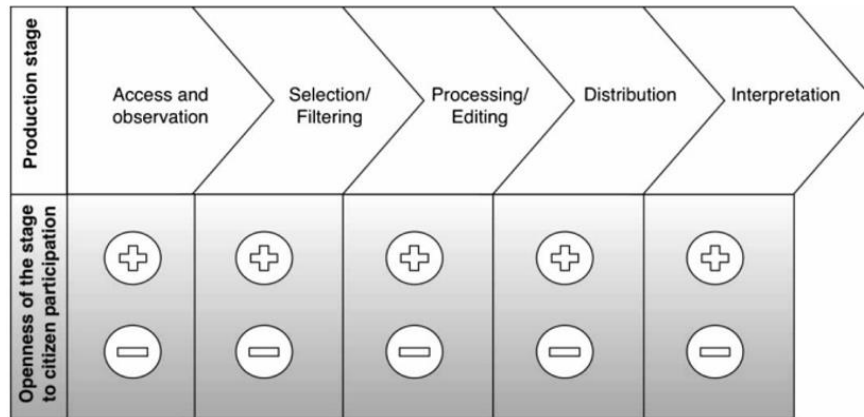 Production stage
Access and
observation
Selection/
Filtering
Processing/
Editing
Distribution
Interpretation
Openness of the stage
to citizen participation